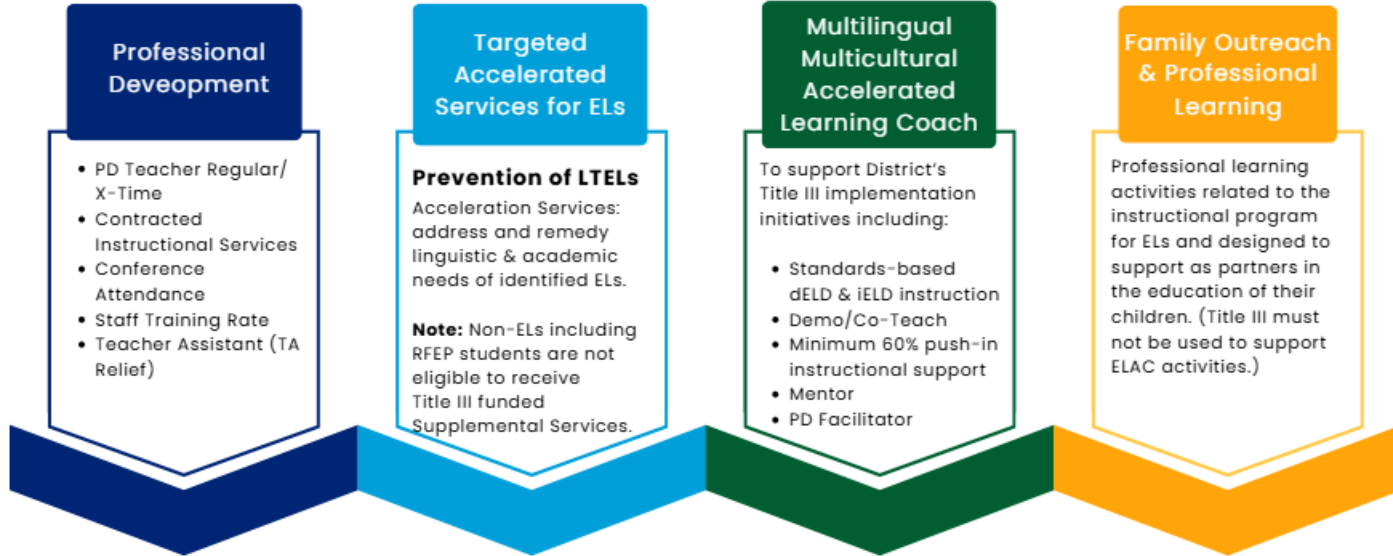 Professional
Deveopment
• PD Teacher Regular/
X-Time
• Contracted
Instructional Services
• Conference
Attendance
• Staff Training Rate
• Teacher Assistant (TA
Relief)
Targeted
Accelerated
Services for ELs
Prevention of LTELs
Acceleration Services:
address and remedy
linguistic & academic
needs of identified ELs.
Note: Non-ELs including
RFEP students are not
eligible to receive
Title III funded
Supplemental Services.
Multilingual
Multicultural
Accelerated
Learning Coach
To support District's
Title III implementation
initiatives including:
• Standards-based
dELD & iELD instruction
• Demo/Co-Teach
• Minimum 60% push-in
instructional support
• Mentor
• PD Facilitator
Family Outreach
& Professional
Learning
Professional learning
activities related to the
instructional program
for ELs and designed to
support as partners in
the education of their
children. (Title III must
not be used to support
ELAC activities.)